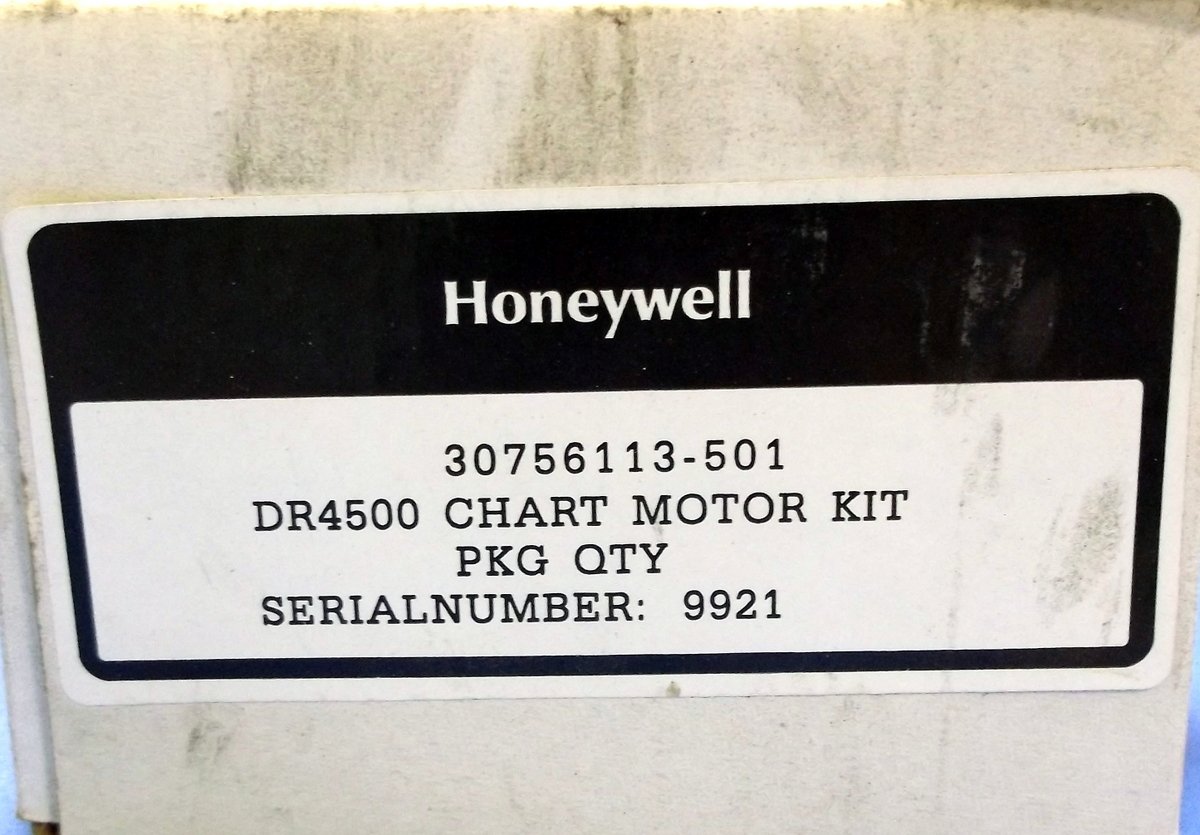 Honeywell
30756113-501
DR4500 CHART MOTOR KIT
PKG QTY
SERIALNUMBER: 9921